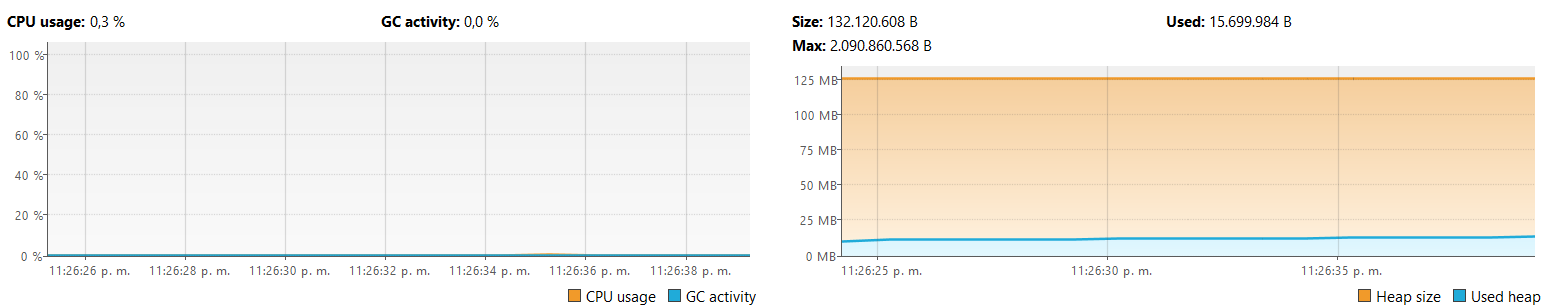 CPU usage: 0,3 %
GC activity: 0,0 %
100 %
80 %
60 %
40 %
20 %
0 %
11:26:26 p. m.
11:26:28 p. m.
11:26:30 p. m.
11:26:32 p. m.
11:26:34 p. m.
11:26:36 p. m.
11:26:38 p. m.
CPU usage
GC activity
Size: 132.120.608 B
Used: 15.699.984 B
Max: 2.090.860.568 B
125 MB
100 MB
75 MB
50 MB
25 MB
0 MB
11:26:25 p. m.
11:26:30 p. m.
11:26:35 p. m.
Heap size
Used heap